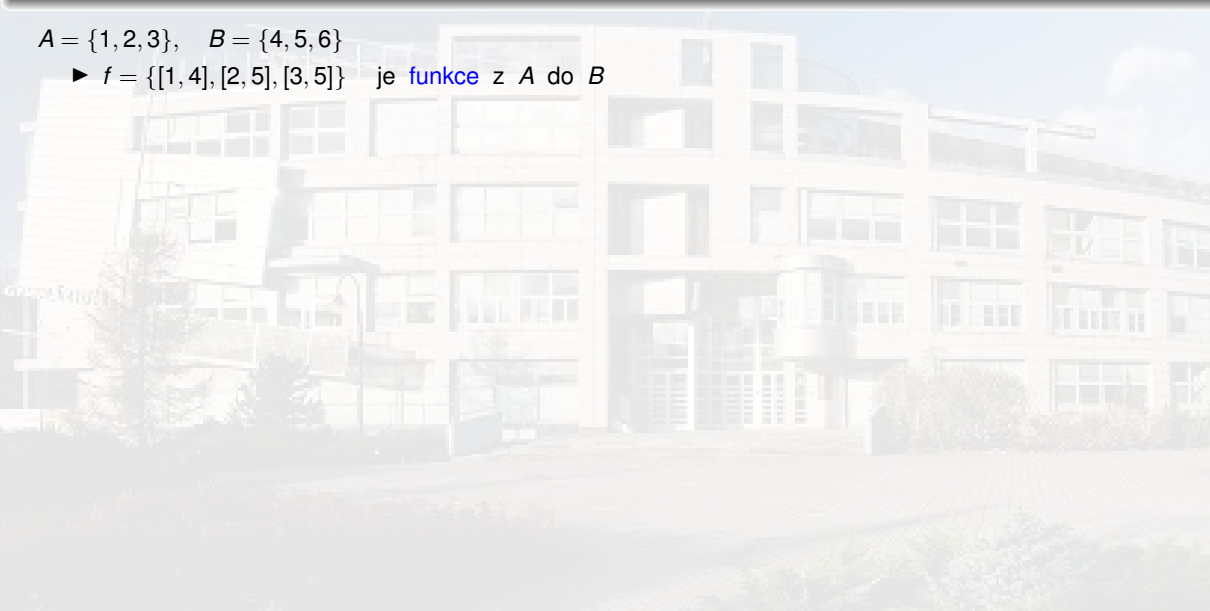 A = {1, 2, 3}, B = {4, 5, 6}
► f = {[1, 4], [2, 5], [3, 5]} je funkce z A do B